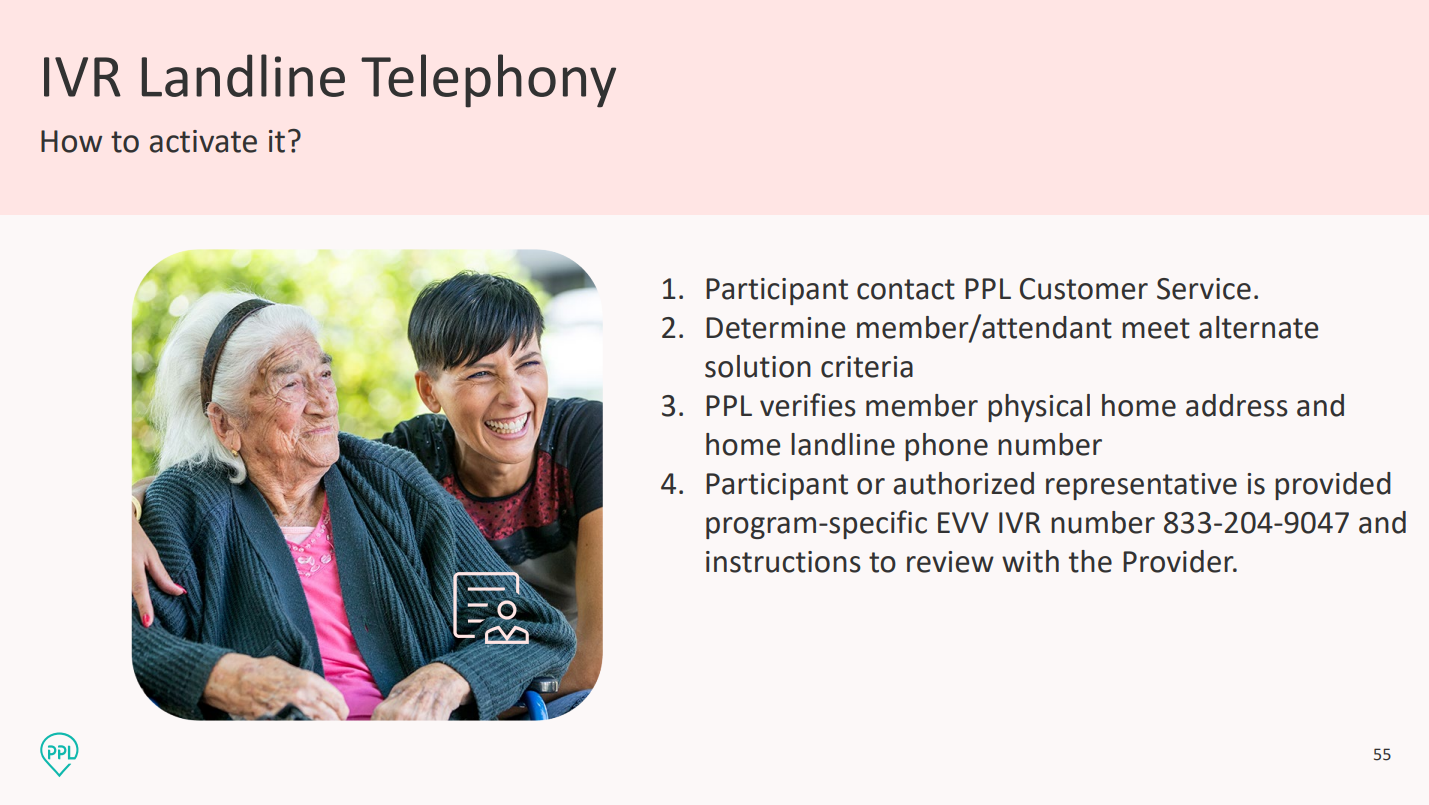 IVR Landline Telephony
How to activate it?
1. Participant contact PPL Customer Service.
2. Determine member/attendant meet alternate
solution criteria
3. PPL verifies member physical home address and
home landline phone number
4. Participant or authorized representative is provided
program-specific EVV IVR number 833-204-9047 and
instructions to review with the Provider.
PPL
55